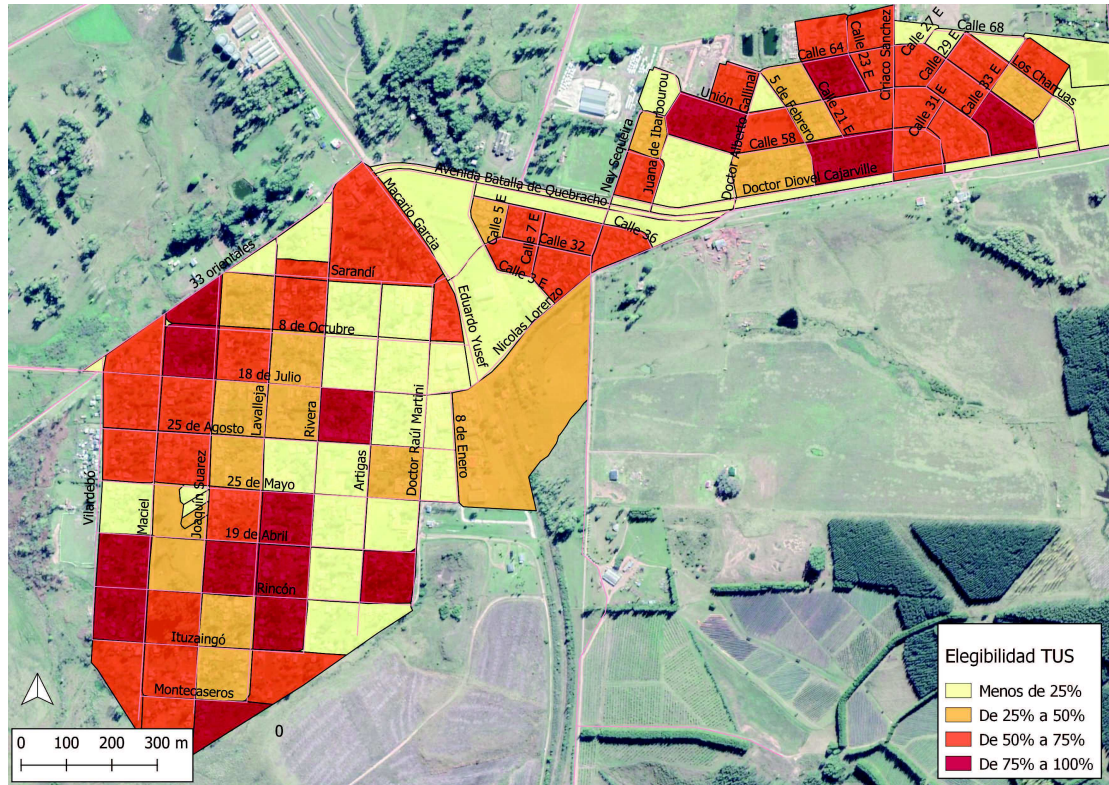 Calle 27 E
Calle 68
Calle 64
Calle 23 E
Ciriaco Sánchez
Calle 29 E
Los Charruas
Calle 33 E
Unión
Doctor Alberto Gallinal
5 de Febrero
Calle 21 E
Calle 31 E
Calle 58
Ney Sequeira
Juana de Ibarbourou
Doctor Diovel Cajarville
Avenida Batalla de Quebracho
Macario García
Calle 5 E
Calle 7 E
Calle 32
Calle 36
Calle 3 E
33 orientales
Sarandí
Eduardo Yusef
Nicolas Lorenzo
8 de Octubre
18 de Julio
Lavalleja
Rivera
25 de Agosto
Artigas
Doctor Raúl Martini
8 de Enero
25 de Mayo
Vilardebó
Maciel
Joaquín Suarez
19 de Abril
Rincón
Ituzaingó
Montecaseros
0
0 100 200 300 m
Elegibilidad TUS
Menos de 25%
De 25% a 50%
De 50% a 75%
De 75% a 100%